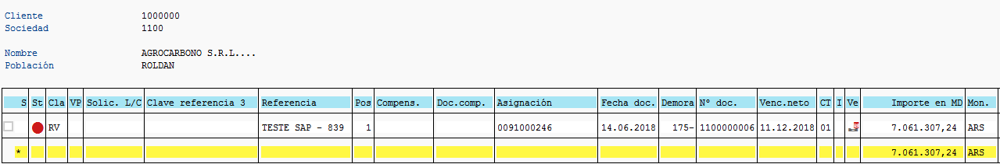 Cliente 1000000
Sociedad 1100
Nombre AGROCARBONO S.R.L....
Población ROLDAN
S St Cla VP Solic. L/C Clave referencia 3 Referencia Pos Compens. Doc.comp. Asignación Fecha doc. Demora Nº doc. Venc.neto CT I Ve Importe en MD Mon.
RV TESTE SAP - 839 1 0091000246 14.06.2018 175- 1100000006 11.12.2018 01 7.061.307,24 ARS
* 7.061.307,24 ARS